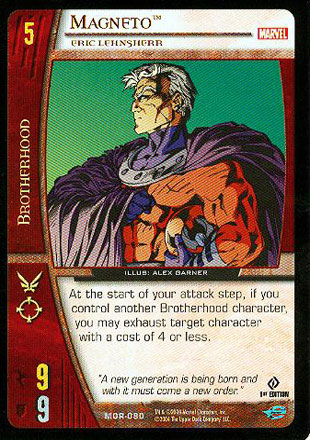 5
MAGNETO™
ERIC LEHNSHERR
MARVEL
BROTHERHOOD
ILLUS: ALEX GARNER
At the start of your attack step, if you
control another Brotherhood character,
you may exhaust target character
with a cost of 4 or less.
9
9
"A new generation is being born and
with it must come a new order."
1ST EDITION
MOR-080